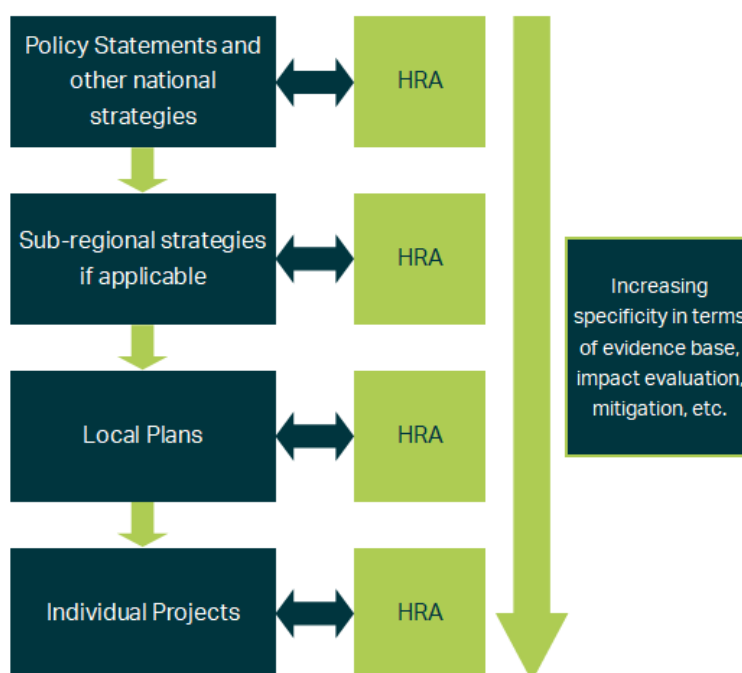 Policy Statements and
other national
strategies
HRA
Sub-regional strategies
if applicable
HRA
Increasing
specificity in terms
of evidence base,
impact evaluation,
mitigation, etc.
Local Plans
HRA
Individual Projects
HRA